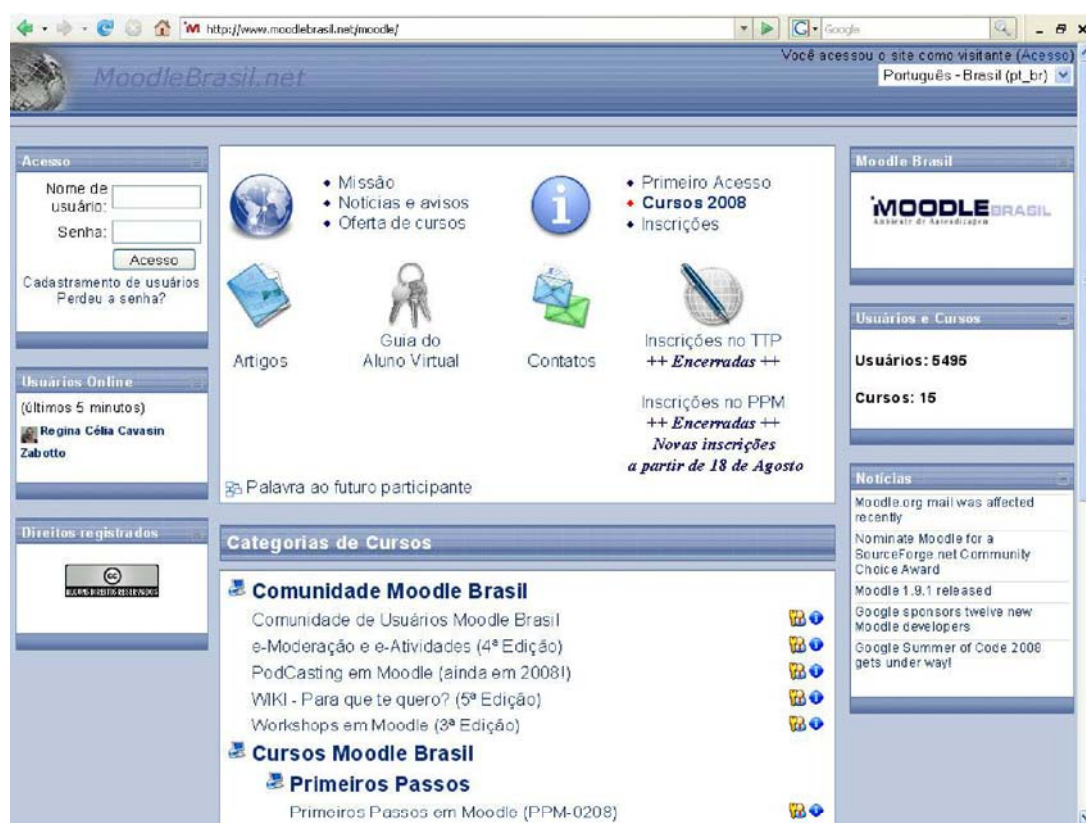 http://www.moodlebrasil.net/moodle/
Google
Você acessou o site como visitante (Acesso)
MoodleBrasil.net
Português - Brasil (pt_br)
Acesso
Nome de
usuário:
Senha:
Acesso
Cadastramento de usuários
Perdeu a senha?
Usuários Online
(últimos 5 minutos)
Regina Célia Cavasin
Zabotto
Direitos registrados
cc
ALGUNS DIREITOS RESERVADOS
Missão
Notícias e avisos
Oferta de cursos
Primeiro Acesso
Cursos 2008
Inscrições
Artigos
Guia do
Aluno Virtual
Contatos
Inscrições no TTP
++ Encerradas ++
Inscrições no PPM
++ Encerradas ++
Novas inscrições
a partir de 18 de Agosto
Palavra ao futuro participante
Categorias de Cursos
Comunidade Moodle Brasil
Comunidade de Usuários Moodle Brasil
e-Moderação e e-Atividades (4ª Edição)
PodCasting em Moodle (ainda em 2008!)
WIKI - Para que te quero? (5ª Edição)
Workshops em Moodle (3ª Edição)
Cursos Moodle Brasil
Primeiros Passos
Primeiros Passos em Moodle (PPM-0208)
Moodle Brasil
MOODLE BRASIL
Ambiente de Aprendizagem
Usuários e Cursos
Usuários: 5495
Cursos: 15
Notícias
Moodle.org mail was affected
recently
Nominate Moodle for a
SourceForge.net Community
Choice Award
Moodle 1.9.1 released
Google sponsors twelve new
Moodle developers
Google Summer of Code 2008
gets under way!